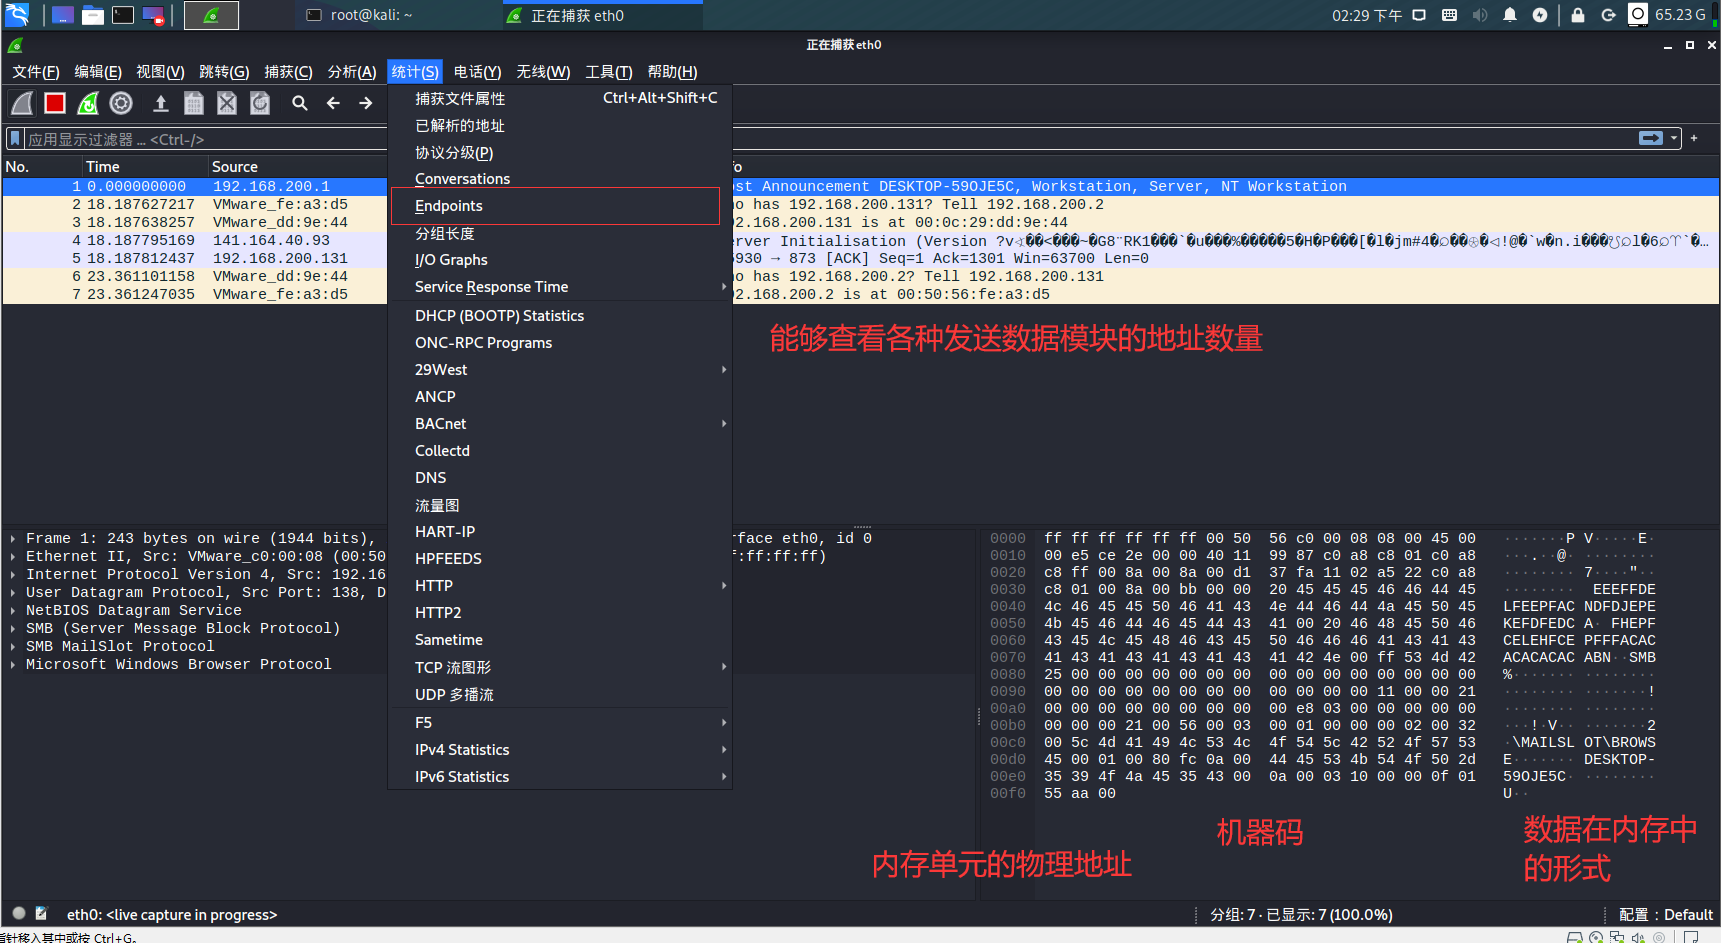 root@kali: ~
正在捕获 eth0
02:29 下午
65.23 G
正在捕获 eth0
文件(F) 编辑(E) 视图(V) 跳转(G) 捕获(C) 分析(A) 统计(S) 电话(Y) 无线(W) 工具(T) 帮助(H)
应用显示过滤器 … <Ctrl-/>
捕获文件属性 Ctrl+Alt+Shift+C
已解析的地址
协议分级(P)
Conversations
Endpoints
分组长度
I/O Graphs
Service Response Time
DHCP (BOOTP) Statistics
ONC-RPC Programs
29West
ANCP
BACnet
Collectd
DNS
流量图
HART-IP
HPFEEDS
HTTP
HTTP2
Sametime
TCP 流图形
UDP 多播流
F5
IPv4 Statistics
IPv6 Statistics
No. Time Source fo
1 0.000000000 192.168.200.1 ost Announcement DESKTOP-59OJE5C, Workstation, Server, NT Workstation
2 18.187627217 VMware_fe:a3:d5 ho has 192.168.200.131? Tell 192.168.200.2
3 18.187638257 VMware_dd:9e:44 92.168.200.131 is at 00:0c:29:dd:9e:44
4 18.187795169 141.164.40.93 erver Initialisation (Version
5 18.187812437 192.168.200.131 5930 → 873 [ACK] Seq=1 Ack=1301 Win=63700 Len=0
6 23.361101158 VMware_dd:9e:44 ho has 192.168.200.2? Tell 192.168.200.131
7 23.361247035 VMware_fe:a3:d5 92.168.200.2 is at 00:50:56:fe:a3:d5
能够查看各种发送数据模块的地址数量
Frame 1: 243 bytes on wire (1944 bits), rface eth0, id 0
Ethernet II, Src: VMware_c0:00:08 (00:50 f:ff:ff:ff)
Internet Protocol Version 4, Src: 192.16
User Datagram Protocol, Src Port: 138, D
NetBIOS Datagram Service
SMB (Server Message Block Protocol)
SMB MailSlot Protocol
Microsoft Windows Browser Protocol
0000 ff ff ff ff ff ff 00 50 56 c0 00 08 08 00 45 00 ·······P V·····E·
0010 00 e5 ce 2e 00 00 40 11 99 87 c0 a8 c8 01 c0 a8 ···.··@· ········
0020 c8 ff 00 8a 00 8a 00 d1 37 fa 11 02 a5 22 c0 a8 ········ 7····"··
0030 c8 01 00 8a 00 bb 00 00 20 45 45 45 46 46 44 45 ········ EEEFFDE
0040 4c 46 45 45 50 46 41 43 4e 44 46 44 4a 45 50 45 LFEEPFAC NDFDJEPE
0050 4b 45 46 44 46 45 44 43 41 00 20 46 48 45 50 46 KEFDFEDC A· FHEPF
0060 43 45 4c 45 48 46 43 45 50 46 46 46 41 43 41 43 CELEHFCE PFFFACAC
0070 41 43 41 43 41 43 41 43 41 42 4e 00 ff 53 4d 42 ACACACAC ABN··SMB
0080 25 00 00 00 00 00 00 00 00 00 00 00 00 00 00 00 %······· ········
0090 00 00 00 00 00 00 00 00 00 00 00 00 11 00 00 21 ········ ·······!
00a0 00 00 00 00 00 00 00 00 00 e8 03 00 00 00 00 00 ········ ········
00b0 00 00 00 21 00 56 00 03 00 01 00 00 00 02 00 32 ···!·V·· ·······2
00c0 00 5c 4d 41 49 4c 53 4c 4f 54 5c 42 52 4f 57 53 ·\MAILSL OT\BROWS
00d0 45 00 01 00 80 fc 0a 00 44 45 53 4b 54 4f 50 2d E······· DESKTOP-
00e0 35 39 4f 4a 45 35 43 00 0a 00 03 10 00 00 0f 01 59OJE5C· ········
00f0 55 aa 00 U··
内存单元的物理地址
机器码
数据在内存中
的形式
eth0: <live capture in progress>
分组: 7 · 已显示: 7 (100.0%)
配置：Default
指针移入其中或按 Ctrl+G。